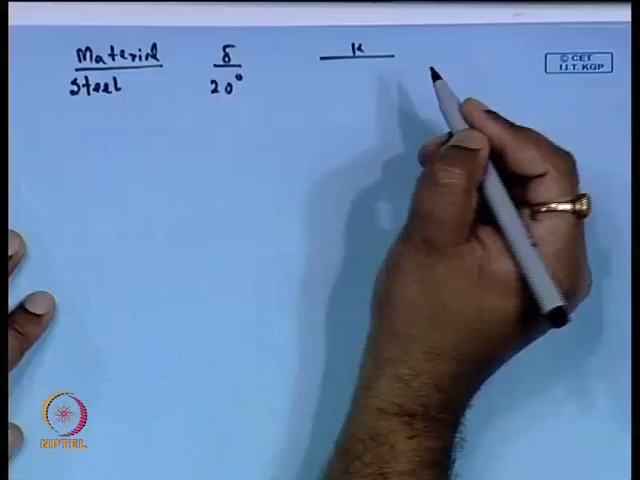 Material δ K
Steel 20°
© CET
I.I.T. KGP
NPTEL